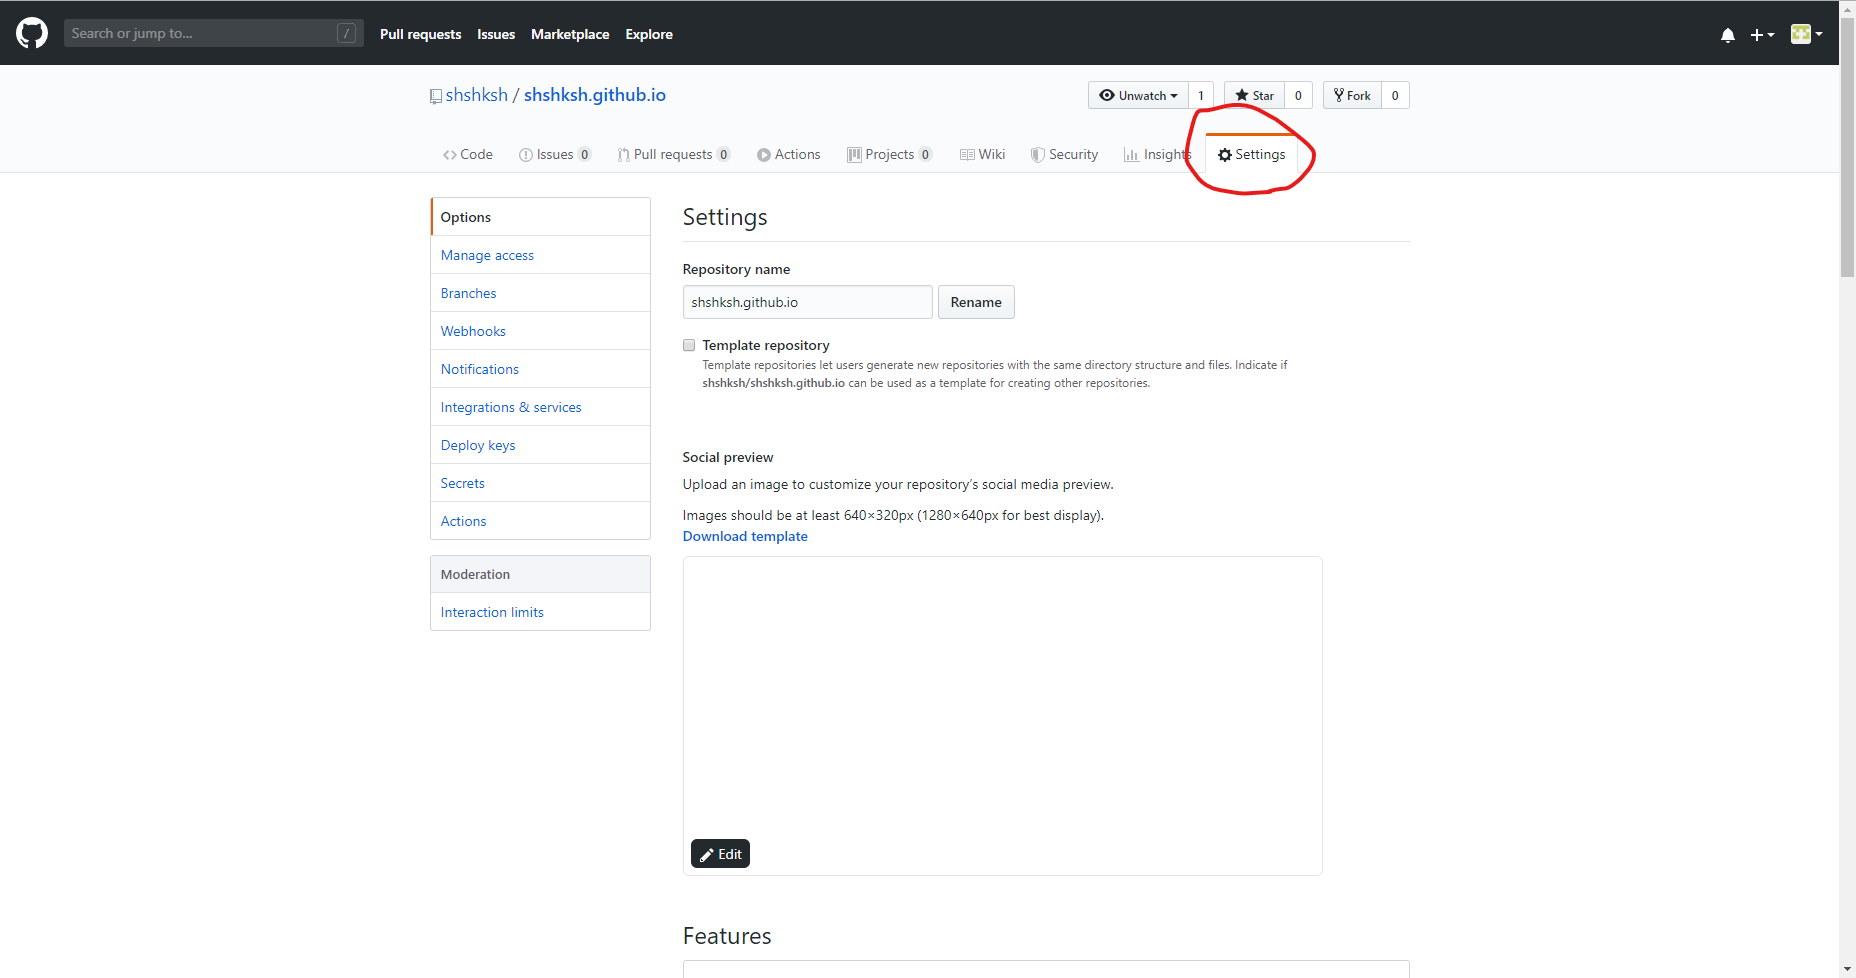 Search or jump to... /
Pull requests Issues Marketplace Explore
shshksh / shshksh.github.io
Unwatch 1 Star 0 Fork 0
Code Issues 0 Pull requests 0 Actions Projects 0 Wiki Security Insights Settings
Options
Manage access
Branches
Webhooks
Notifications
Integrations & services
Deploy keys
Secrets
Actions
Moderation
Interaction limits
Settings
Repository name
shshksh.github.io Rename
Template repository
Template repositories let users generate new repositories with the same directory structure and files. Indicate if
shshksh/shshksh.github.io can be used as a template for creating other repositories.
Social preview
Upload an image to customize your repository’s social media preview.
Images should be at least 640×320px (1280×640px for best display).
Download template
Edit
Features